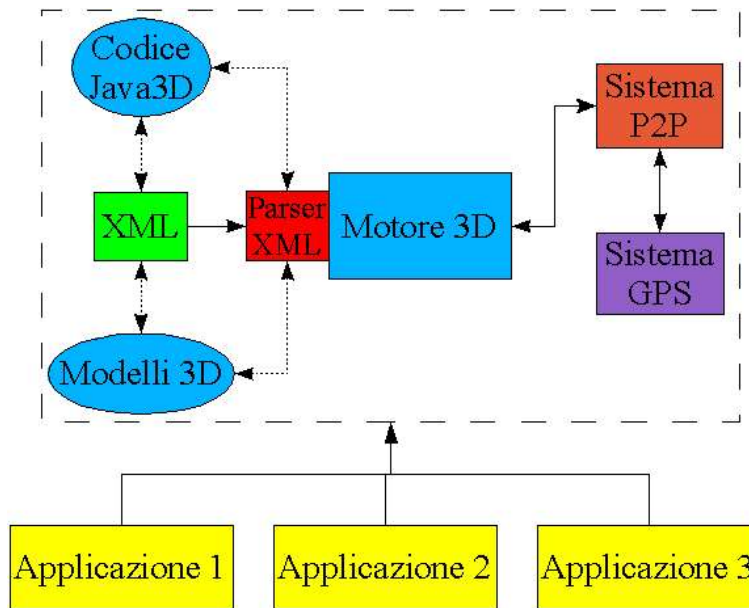 Codice
Java3D
Sistema
P2P
XML
Parser
XML
Motore 3D
Sistema
GPS
Modelli 3D
Applicazione 1
Applicazione 2
Applicazione 3